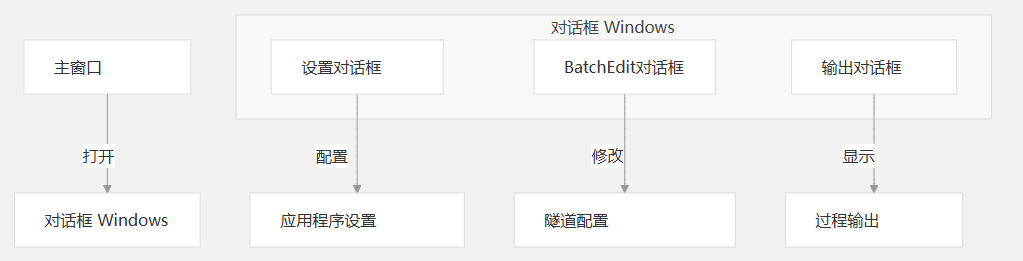 对话框 Windows
主窗口
设置对话框
BatchEdit对话框
输出对话框
打开
配置
修改
显示
对话框 Windows
应用程序设置
隧道配置
过程输出